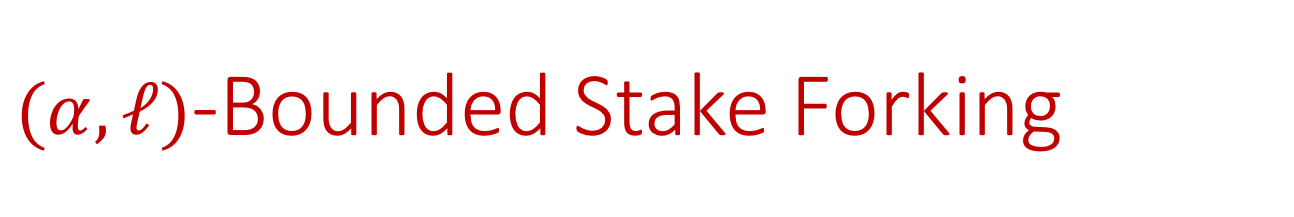 (𝛼, ℓ)-Bounded Stake Forking